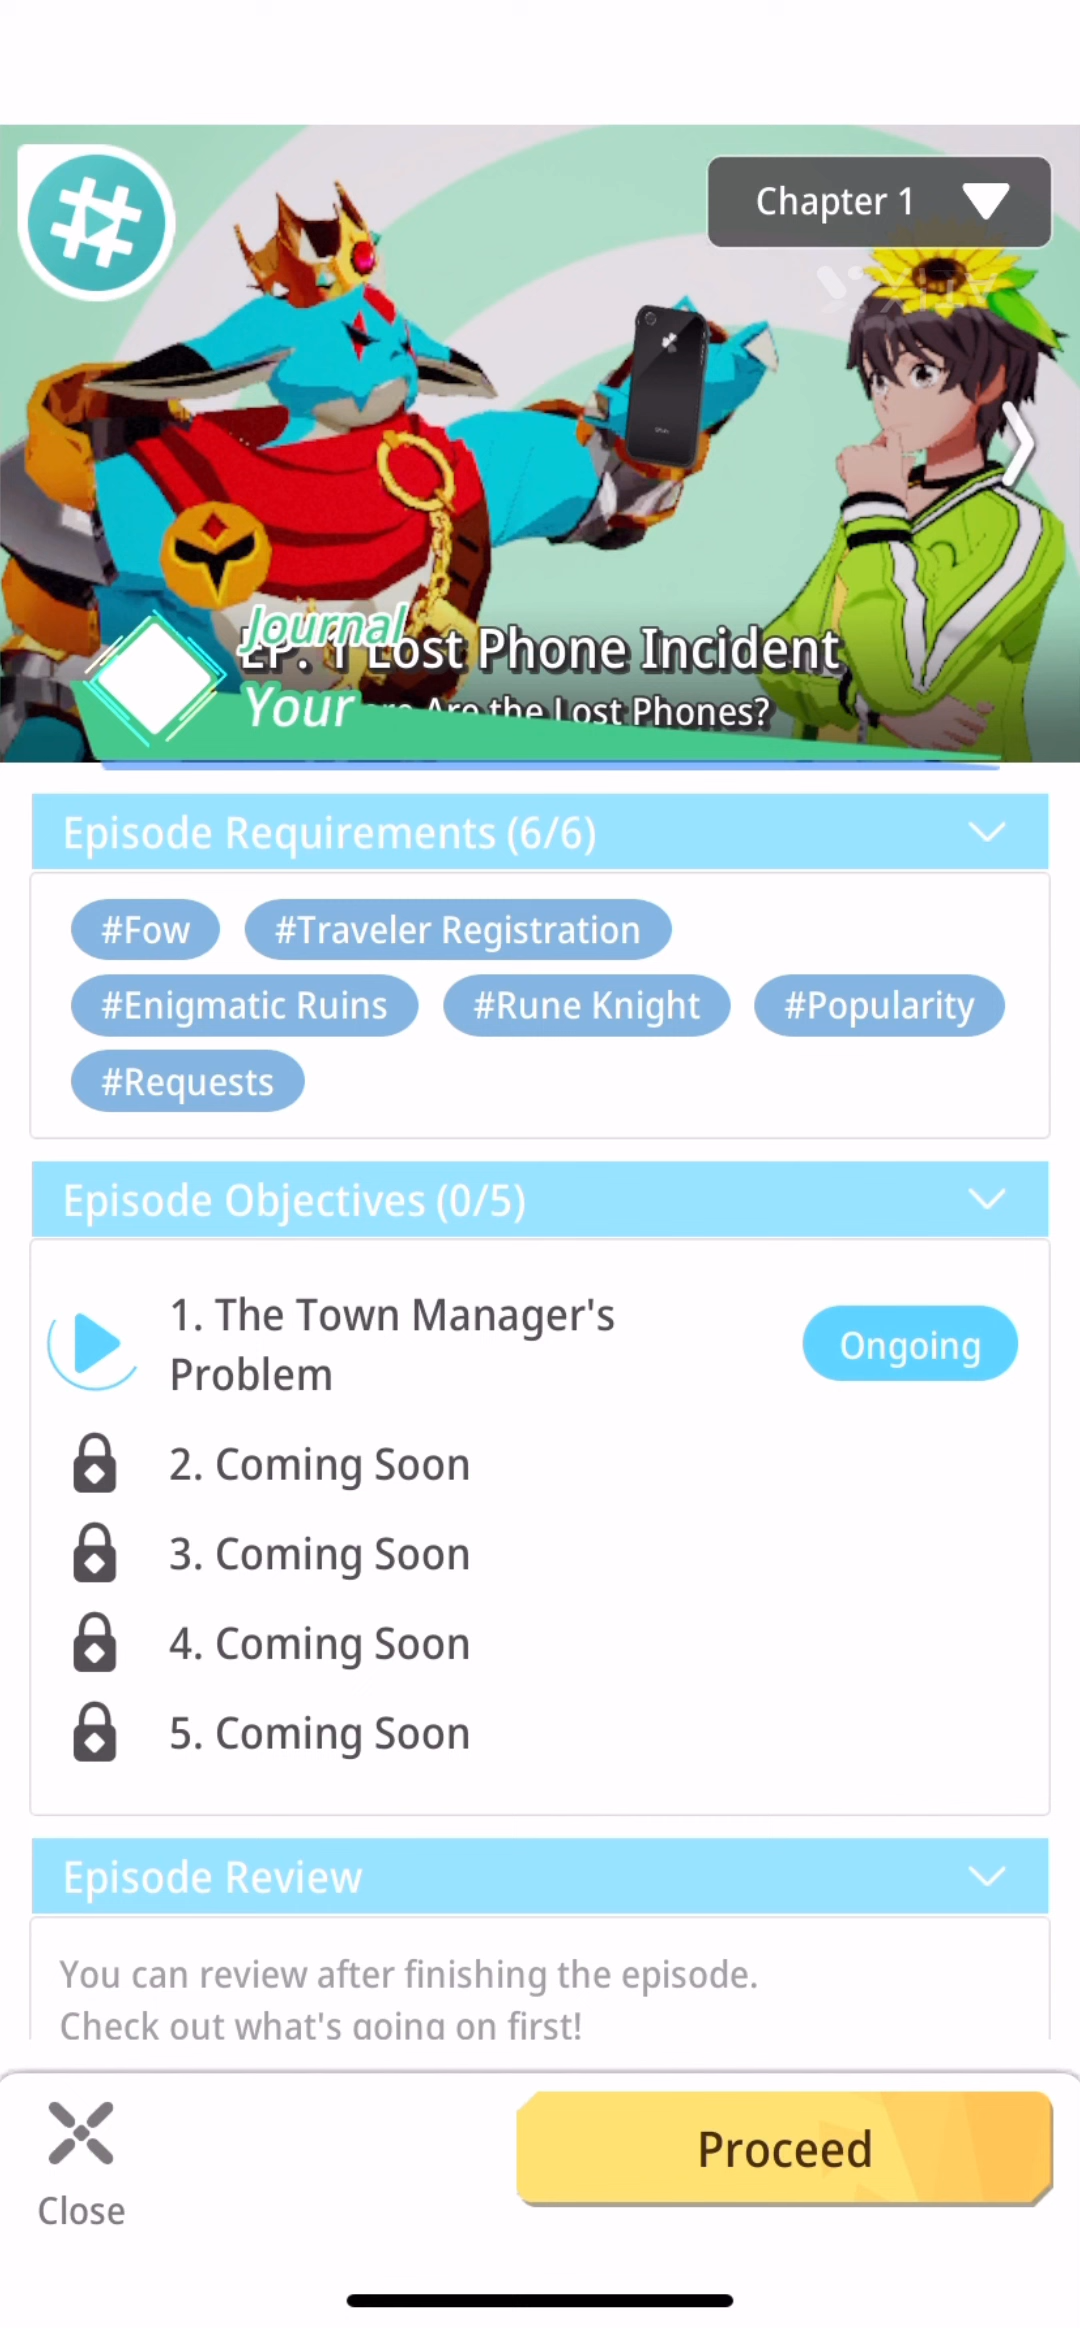 Chapter 1
Journal
EP. 1 Lost Phone Incident
Your
Are the Lost Phones?
Episode Requirements (6/6)
#Fow #Traveler Registration
#Enigmatic Ruins #Rune Knight #Popularity
#Requests
Episode Objectives (0/5)
1. The Town Manager's
Problem
Ongoing
2. Coming Soon
3. Coming Soon
4. Coming Soon
5. Coming Soon
Episode Review
You can review after finishing the episode.
Check out what's going on first!
Proceed
Close